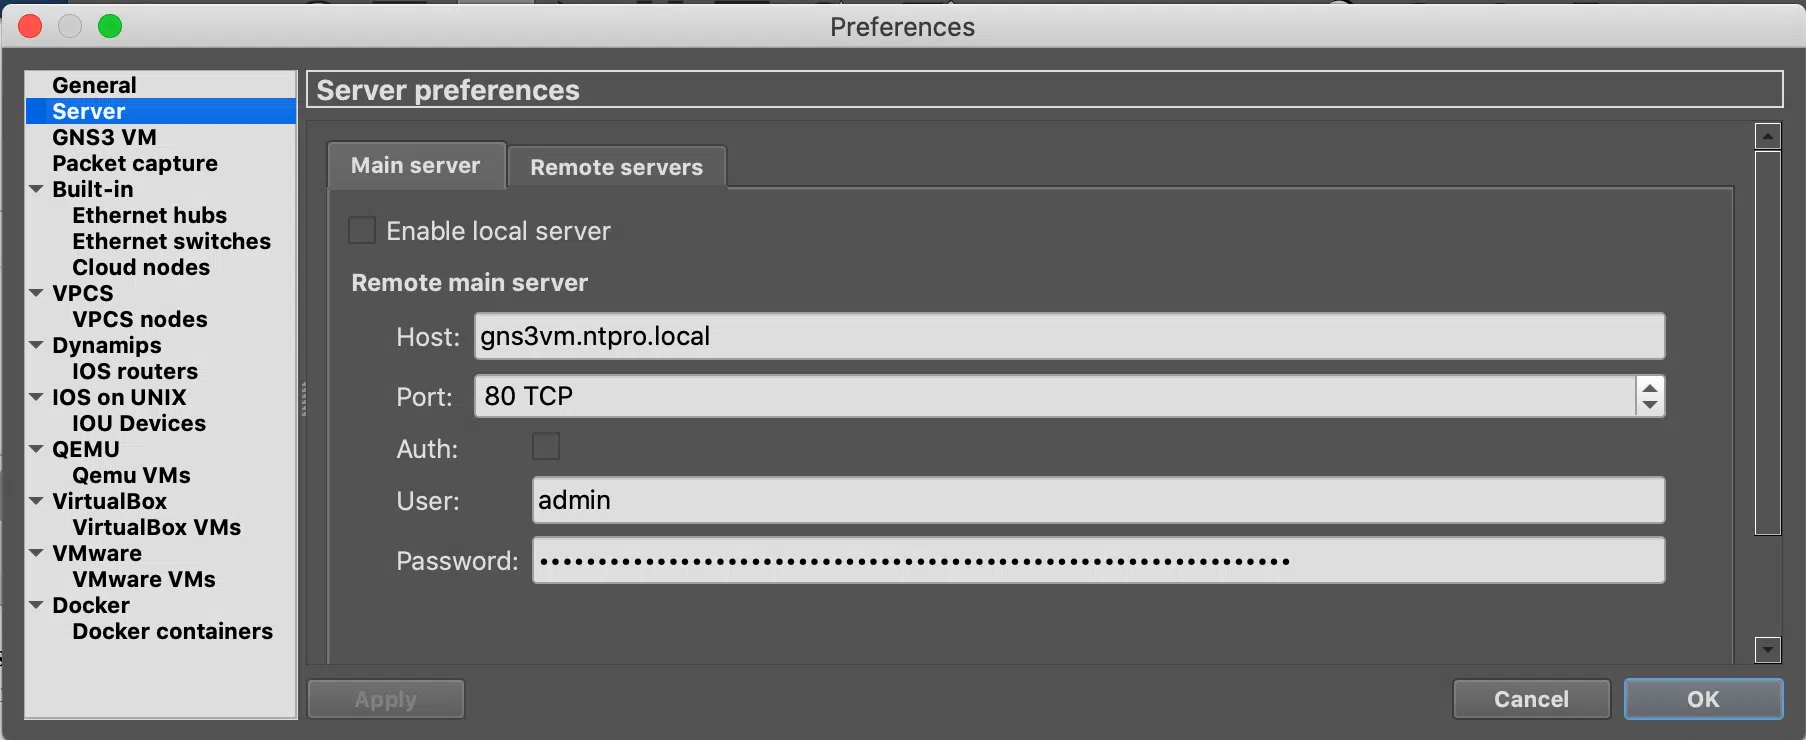 Preferences
General
Server
GNS3 VM
Packet capture
Built-in
Ethernet hubs
Ethernet switches
Cloud nodes
VPCS
VPCS nodes
Dynamips
IOS routers
IOS on UNIX
IOU Devices
QEMU
Qemu VMs
VirtualBox
VirtualBox VMs
VMware
VMware VMs
Docker
Docker containers
Server preferences
Main server
Remote servers
Enable local server
Remote main server
Host: gns3vm.ntpro.local
Port: 80 TCP
Auth:
User: admin
Password: ••••••••••••••••••••••••••••••••••••••••••••••••••••••••••••••••
Apply
Cancel
OK